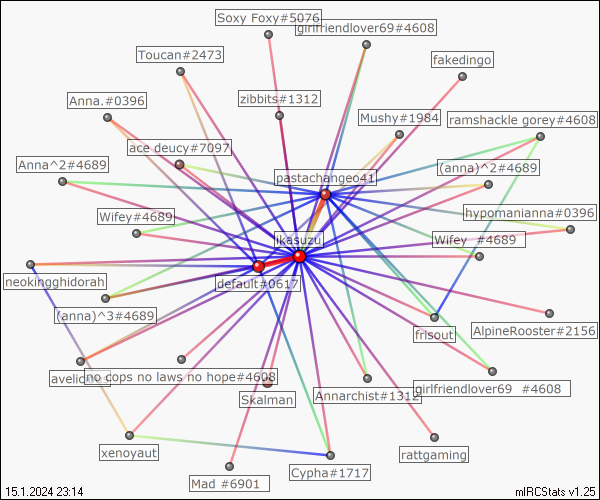 Soxy Foxy#5076
girlfriendlover69#4608
Toucan#2473
fakedingo
Anna.#0396
zibbits#1312
Mushy#1984
ramshackle gorey#4608
ace deucy#7097
Anna^2#4689
pastachangeo41
(anna)^2#4689
Wifey#4689
hypomanianna#0396
ikasuzu
Wifey #4689
neokingghidorah
default#0617
(anna)^3#4689
frisout
AlpineRooster#2156
no cops no laws no hope#4608
girlfriendlover69 #4608
Skalman
Annarchist#1312
xenoyaut
rattgaming
Mad #6901
Cypha#1717
15.1.2024 23:14
mIRCStats v1.25